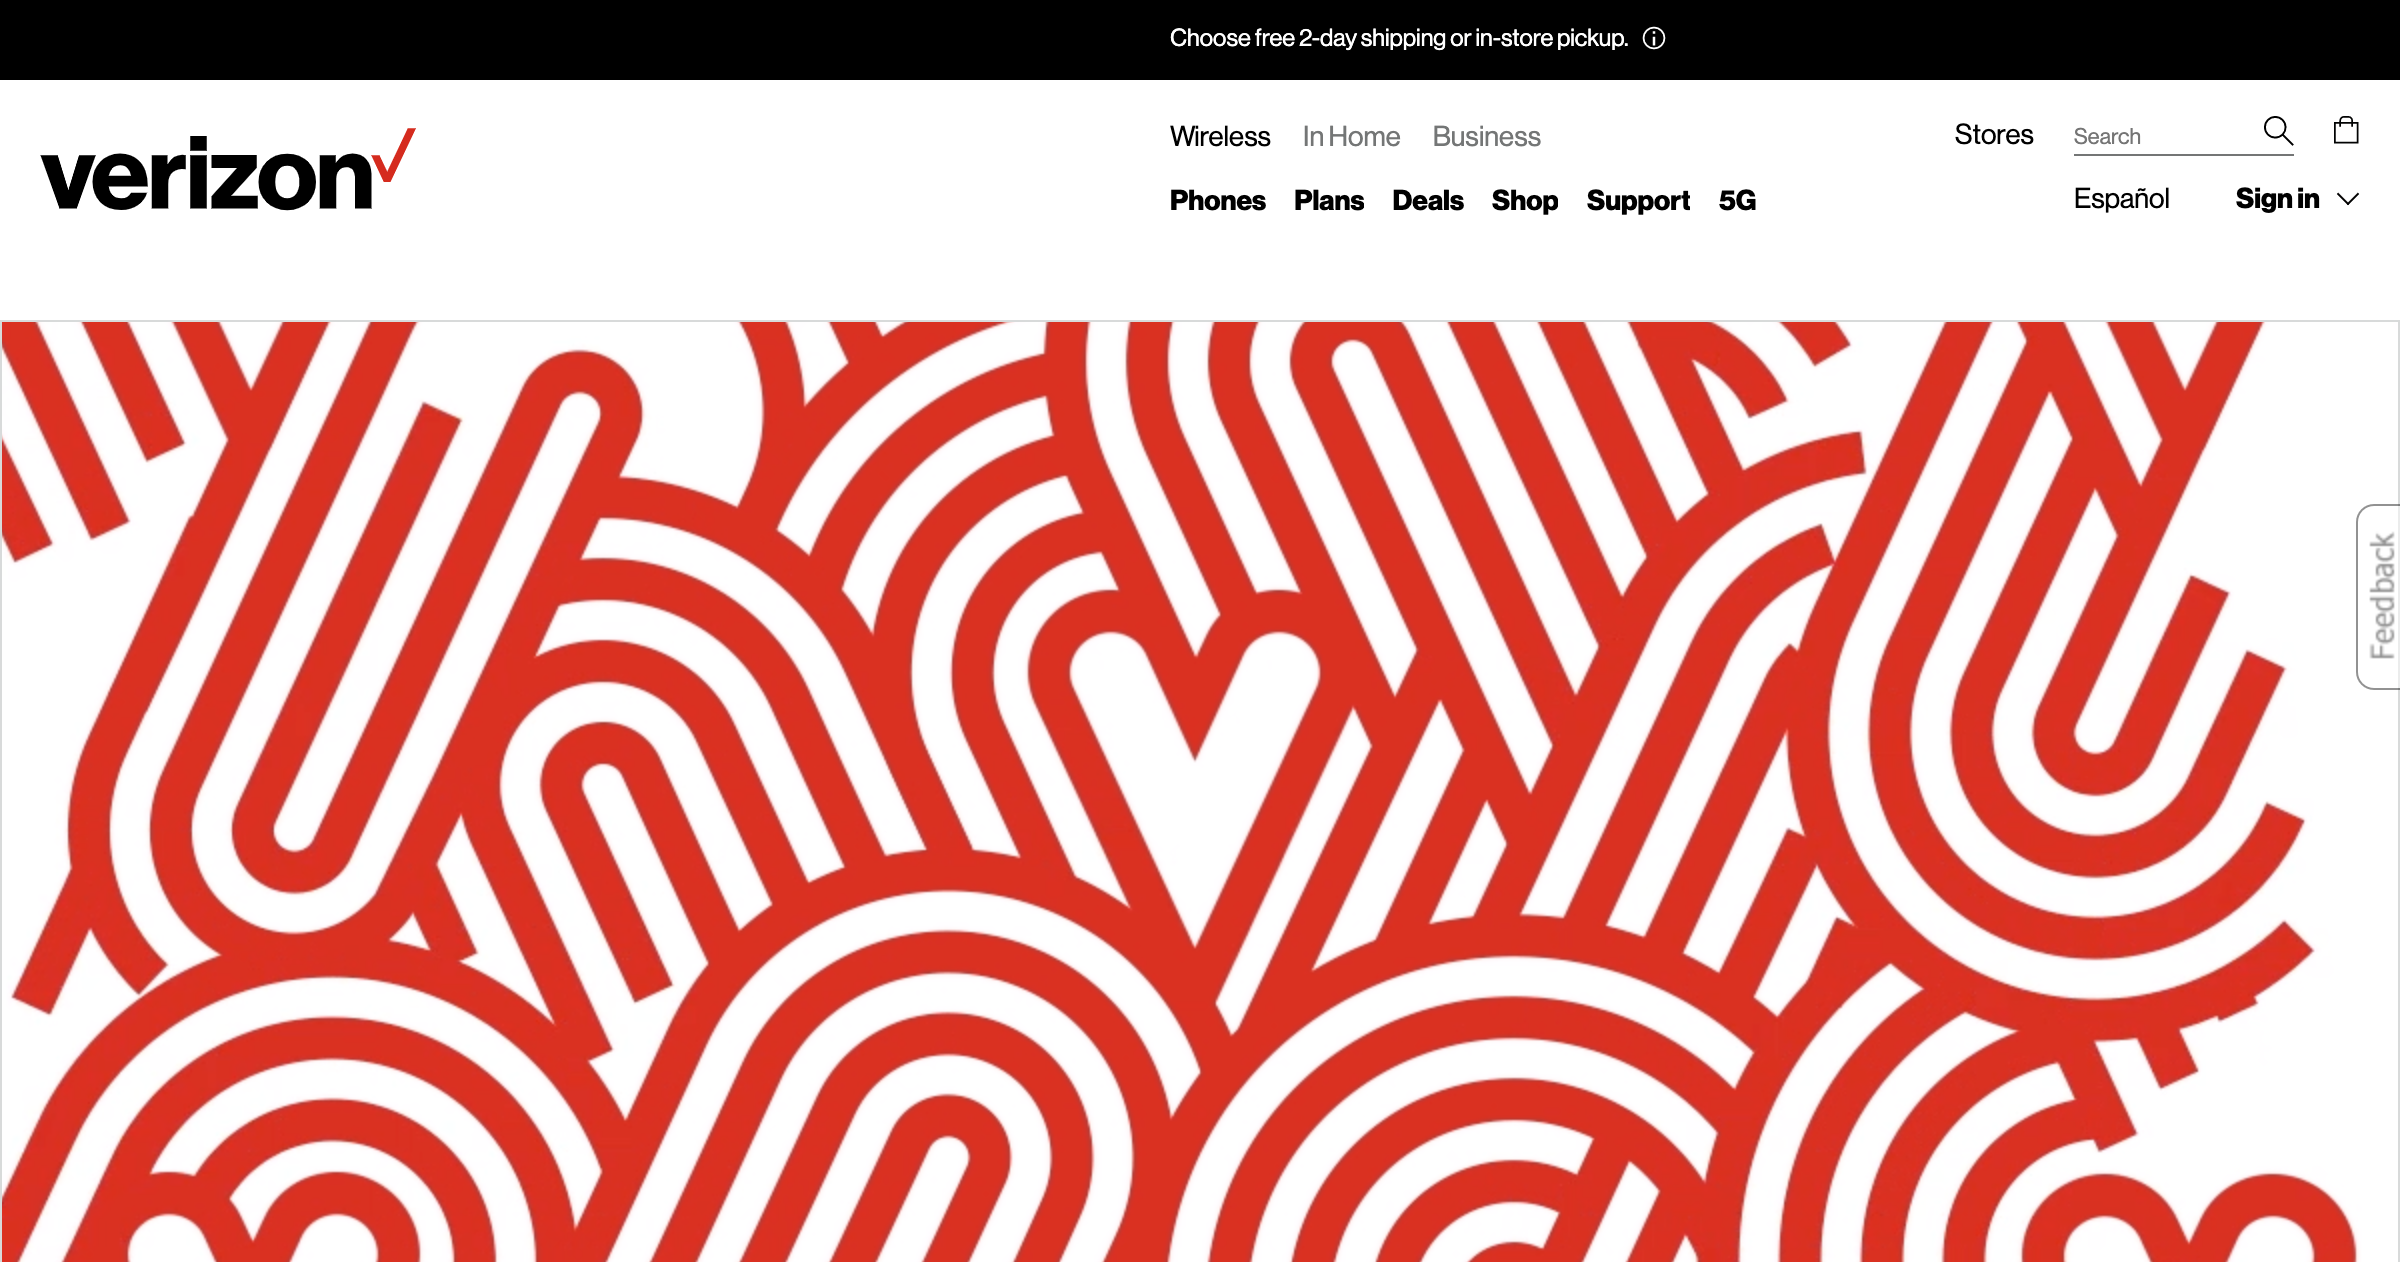 Choose free 2-day shipping or in-store pickup.
verizon
Wireless In Home Business
Phones Plans Deals Shop Support 5G
Stores Search
Español Sign in
Feedback